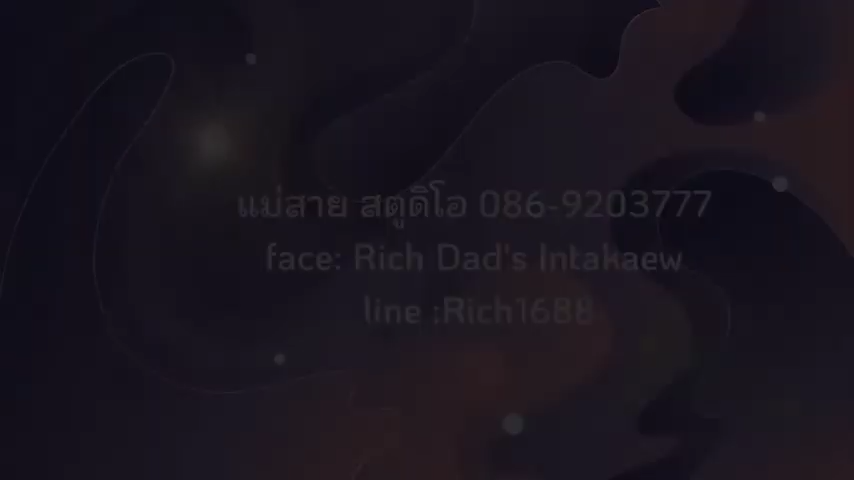 แม่สาย สตูดิโอ 086-9203777
face: Rich Dad's Intakaew
line :Rich1688